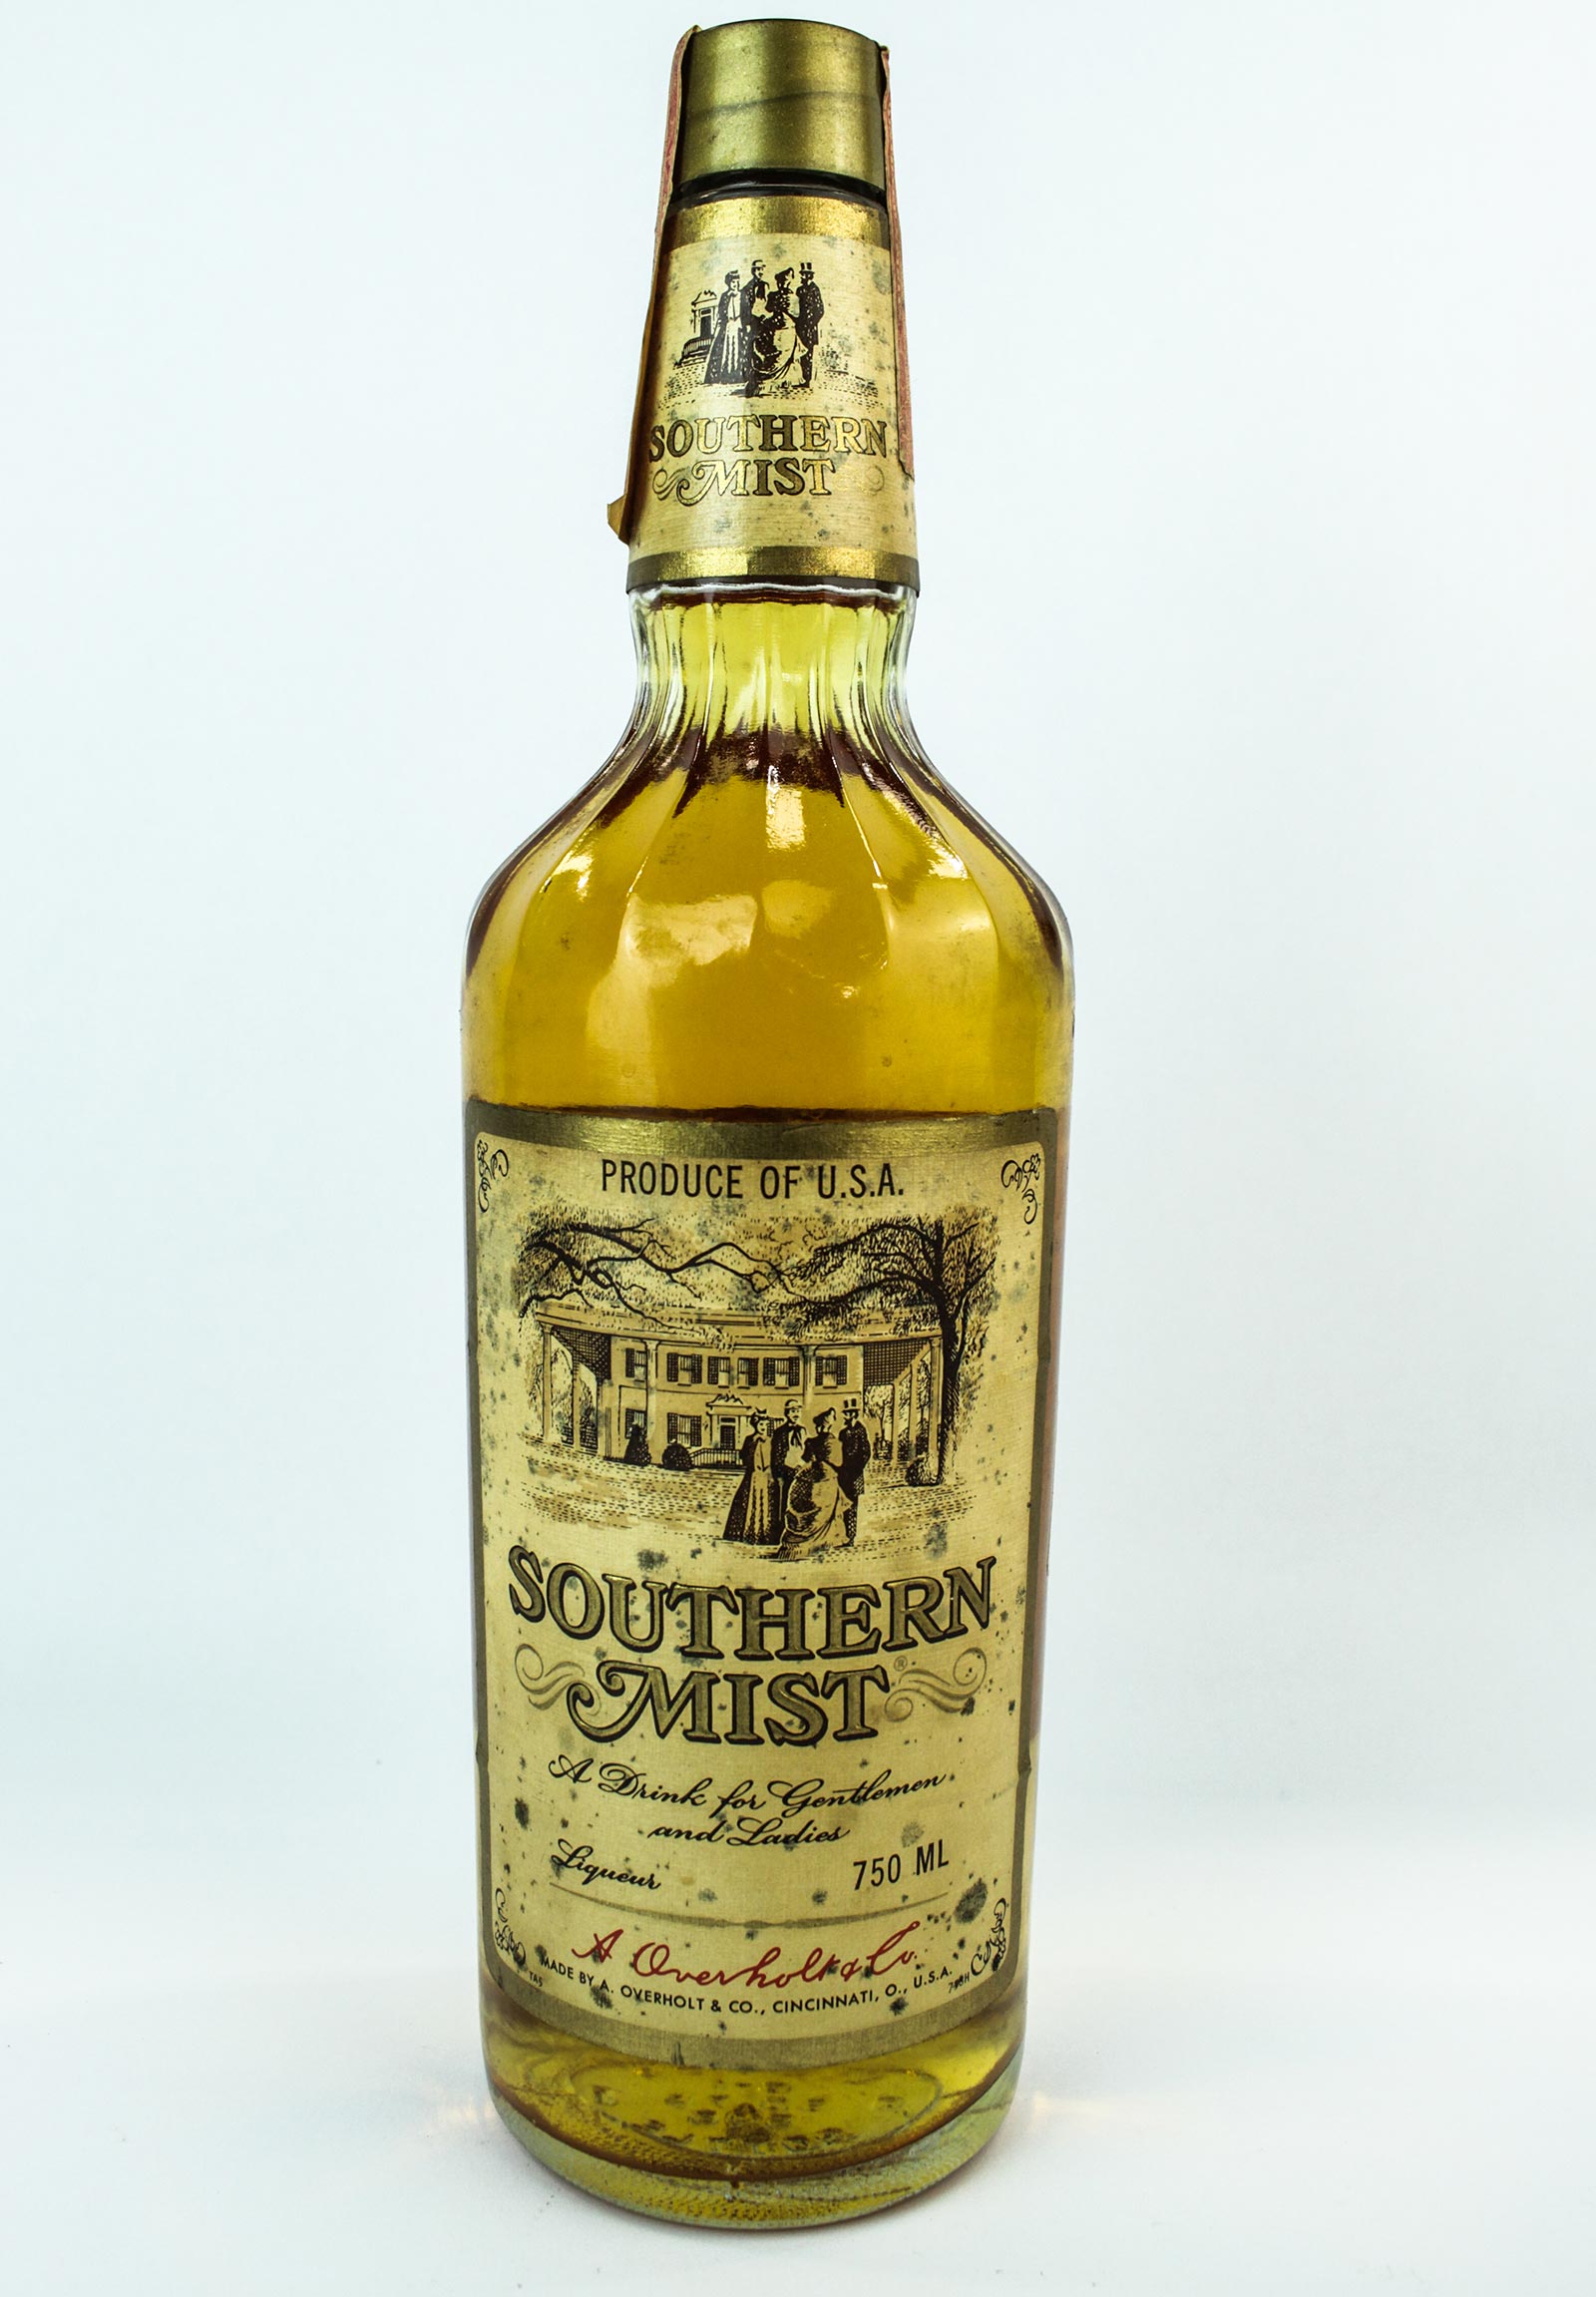 SOUTHERN
MIST
PRODUCE OF U.S.A.
SOUTHERN
MIST®
A Drink for Gentlemen
and Ladies
Liqueur 750 ML
A Overholt & Co.
MADE BY A. OVERHOLT & CO., CINCINNATI, O., U.S.A.